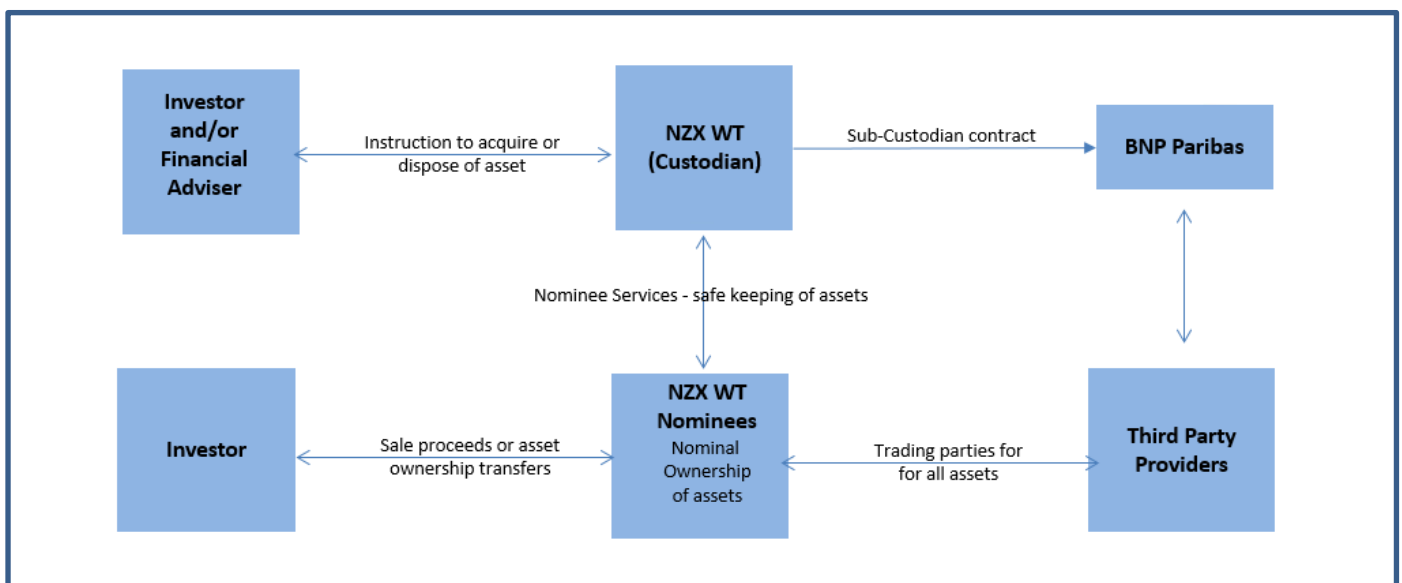 Investor
and/or
Financial
Adviser
Instruction to acquire or
dispose of asset
NZX WT
(Custodian)
Sub-Custodian contract
BNP Paribas
Nominee Services - safe keeping of assets
Investor
Sale proceeds or asset
ownership transfers
NZX WT
Nominees
Nominal
Ownership
of assets
Trading parties for
for all assets
Third Party
Providers